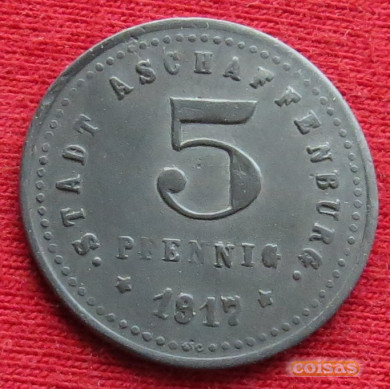 · STADT ASCHAFFENBURG ·
5
PFENNIG
* 1917 *
COISAS